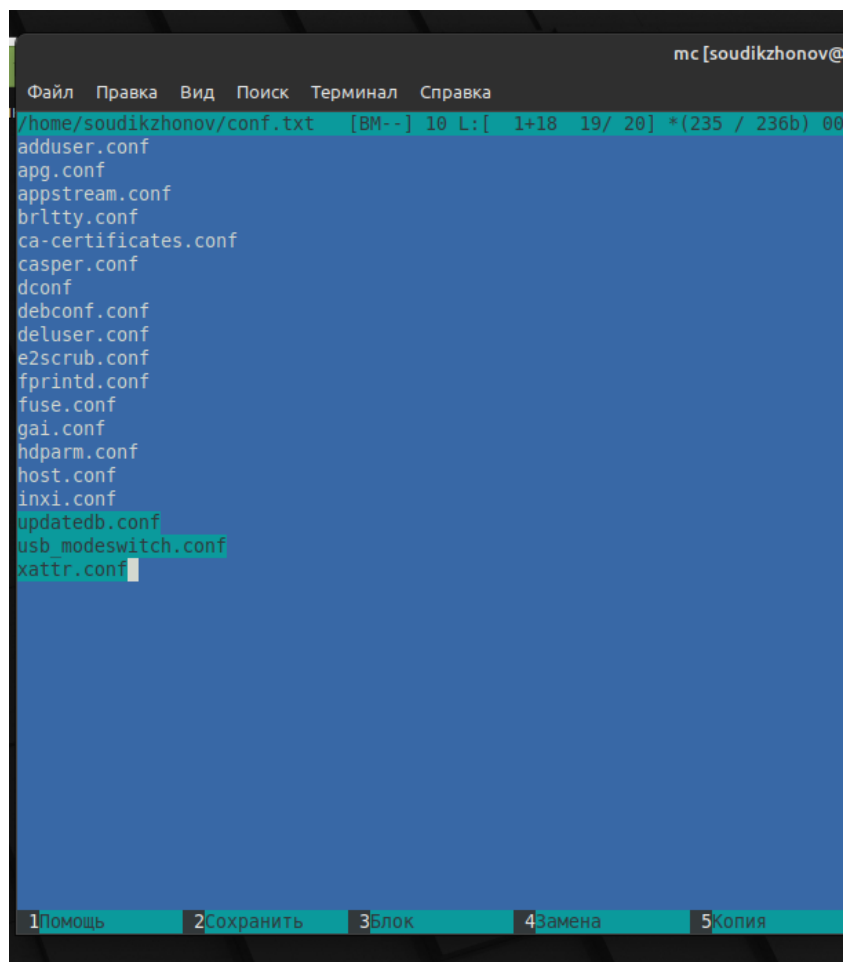 mc [soudikzhonov@
Файл Правка Вид Поиск Терминал Справка
/home/soudikzhonov/conf.txt [BM--] 10 L:[ 1+18 19/ 20] *(235 / 236b) 00
adduser.conf
apg.conf
appstream.conf
brltty.conf
ca-certificates.conf
casper.conf
dconf
debconf.conf
deluser.conf
e2scrub.conf
fprintd.conf
fuse.conf
gai.conf
hdparm.conf
host.conf
inxi.conf
updatedb.conf
usb_modeswitch.conf
xattr.conf
1Помощь 2Сохранить 3Блок 4Замена 5Копия